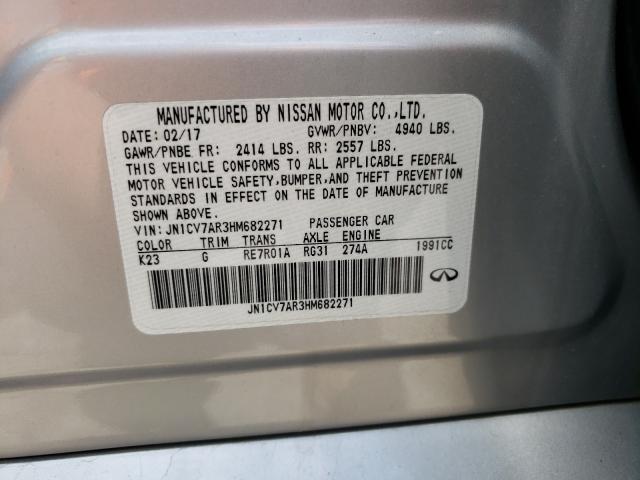 MANUFACTURED BY NISSAN MOTOR CO.,LTD.
DATE: 02/17 GVWR/PNBV: 4940 LBS.
GAWR/PNBE FR: 2414 LBS. RR: 2557 LBS.
THIS VEHICLE CONFORMS TO ALL APPLICABLE FEDERAL
MOTOR VEHICLE SAFETY,BUMPER,AND THEFT PREVENTION
STANDARDS IN EFFECT ON THE DATE OF MANUFACTURE
SHOWN ABOVE.
VIN: JN1CV7AR3HM682271 PASSENGER CAR
COLOR TRIM TRANS AXLE ENGINE
K23 G RE7R01A RG31 274A 1991CC
JN1CV7AR3HM682271